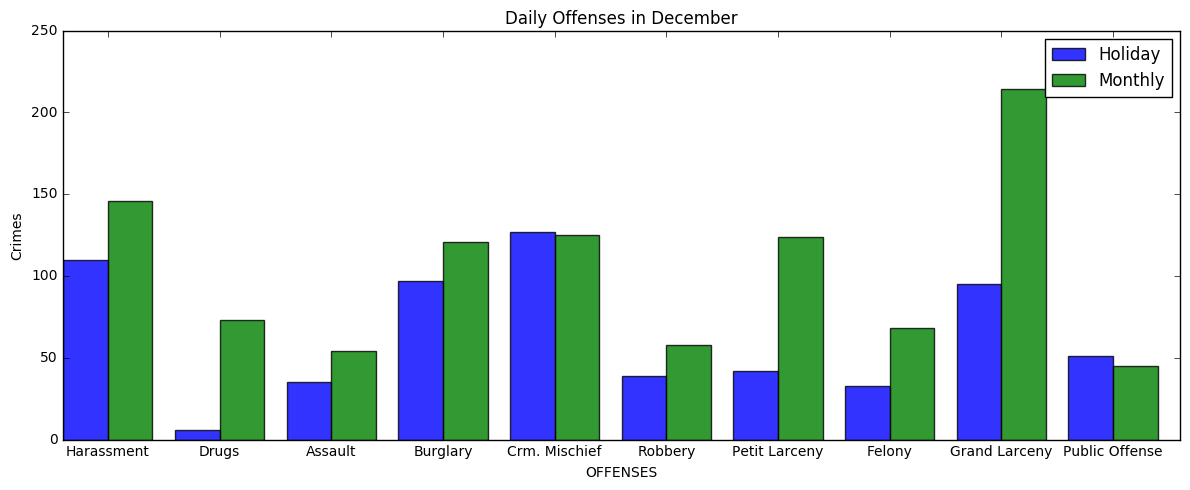 Daily Offenses in December
Holiday
Monthly
250
200
150
100
50
0
Crimes
Harassment Drugs Assault Burglary Crm. Mischief Robbery Petit Larceny Felony Grand Larceny Public Offense
OFFENSES